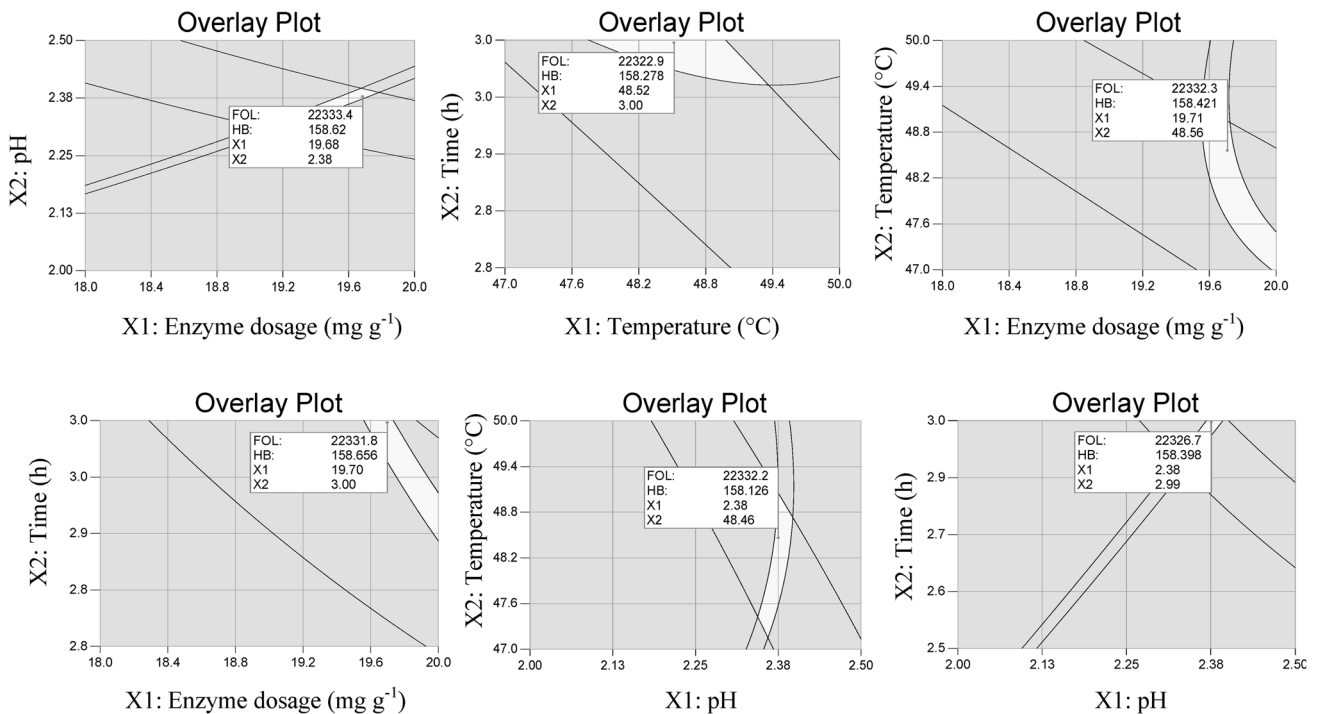 Overlay Plot
X2: pH
2.50
2.38
2.25
2.13
2.00
FOL: 22333.4
HB: 158.62
X1 19.68
X2 2.38
18.0 18.4 18.8 19.2 19.6 20.0
X1: Enzyme dosage (mg g-1)
Overlay Plot
X2: Time (h)
3.0
3.0
2.9
2.8
2.8
FOL: 22322.9
HB: 158.278
X1 48.52
X2 3.00
47.0 47.6 48.2 48.8 49.4 50.0
X1: Temperature (°C)
Overlay Plot
X2: Temperature (°C)
50.0
49.4
48.8
48.2
47.6
47.0
FOL: 22332.3
HB: 158.421
X1 19.71
X2 48.56
18.0 18.4 18.8 19.2 19.6 20.0
X1: Enzyme dosage (mg g-1)
Overlay Plot
X2: Time (h)
3.0
3.0
2.9
2.8
2.8
FOL: 22331.8
HB: 158.656
X1 19.70
X2 3.00
18.0 18.4 18.8 19.2 19.6 20.0
X1: Enzyme dosage (mg g-1)
Overlay Plot
X2: Temperature (°C)
50.0
49.4
48.8
48.2
47.6
47.0
FOL: 22332.2
HB: 158.126
X1 2.38
X2 48.46
2.00 2.13 2.25 2.38 2.50
X1: pH
Overlay Plot
X2: Time (h)
3.0
2.9
2.7
2.6
2.5
FOL: 22326.7
HB: 158.398
X1 2.38
X2 2.99
2.00 2.13 2.25 2.38 2.50
X1: pH